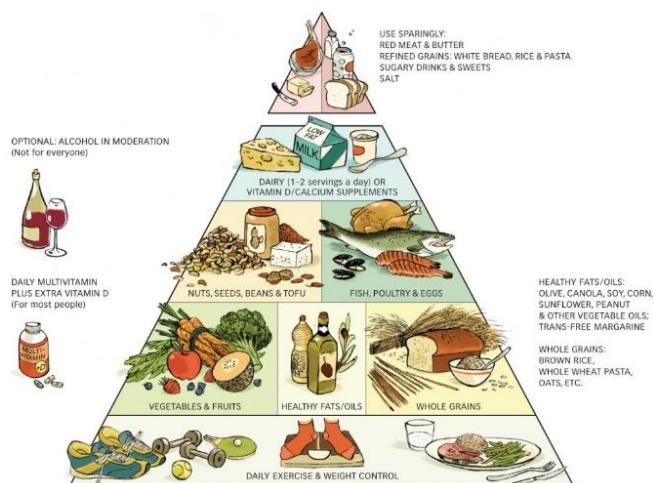 USE SPARINGLY:
RED MEAT & BUTTER
REFINED GRAINS: WHITE BREAD, RICE & PASTA
SUGARY DRINKS & SWEETS
SALT
OPTIONAL: ALCOHOL IN MODERATION
(Not for everyone)
LOW
FAT
MILK
DAIRY (1–2 servings a day) OR
VITAMIN D/CALCIUM SUPPLEMENTS
DAILY MULTIVITAMIN
PLUS EXTRA VITAMIN D
(For most people)
MULTI
VITAMIN
+D
NUTS, SEEDS, BEANS & TOFU
FISH, POULTRY & EGGS
HEALTHY FATS/OILS:
OLIVE, CANOLA, SOY, CORN,
SUNFLOWER, PEANUT
& OTHER VEGETABLE OILS;
TRANS-FREE MARGARINE
WHOLE GRAINS:
BROWN RICE,
WHOLE WHEAT PASTA,
OATS, ETC.
VEGETABLES & FRUITS
HEALTHY FATS/OILS
WHOLE GRAINS
DAILY EXERCISE & WEIGHT CONTROL